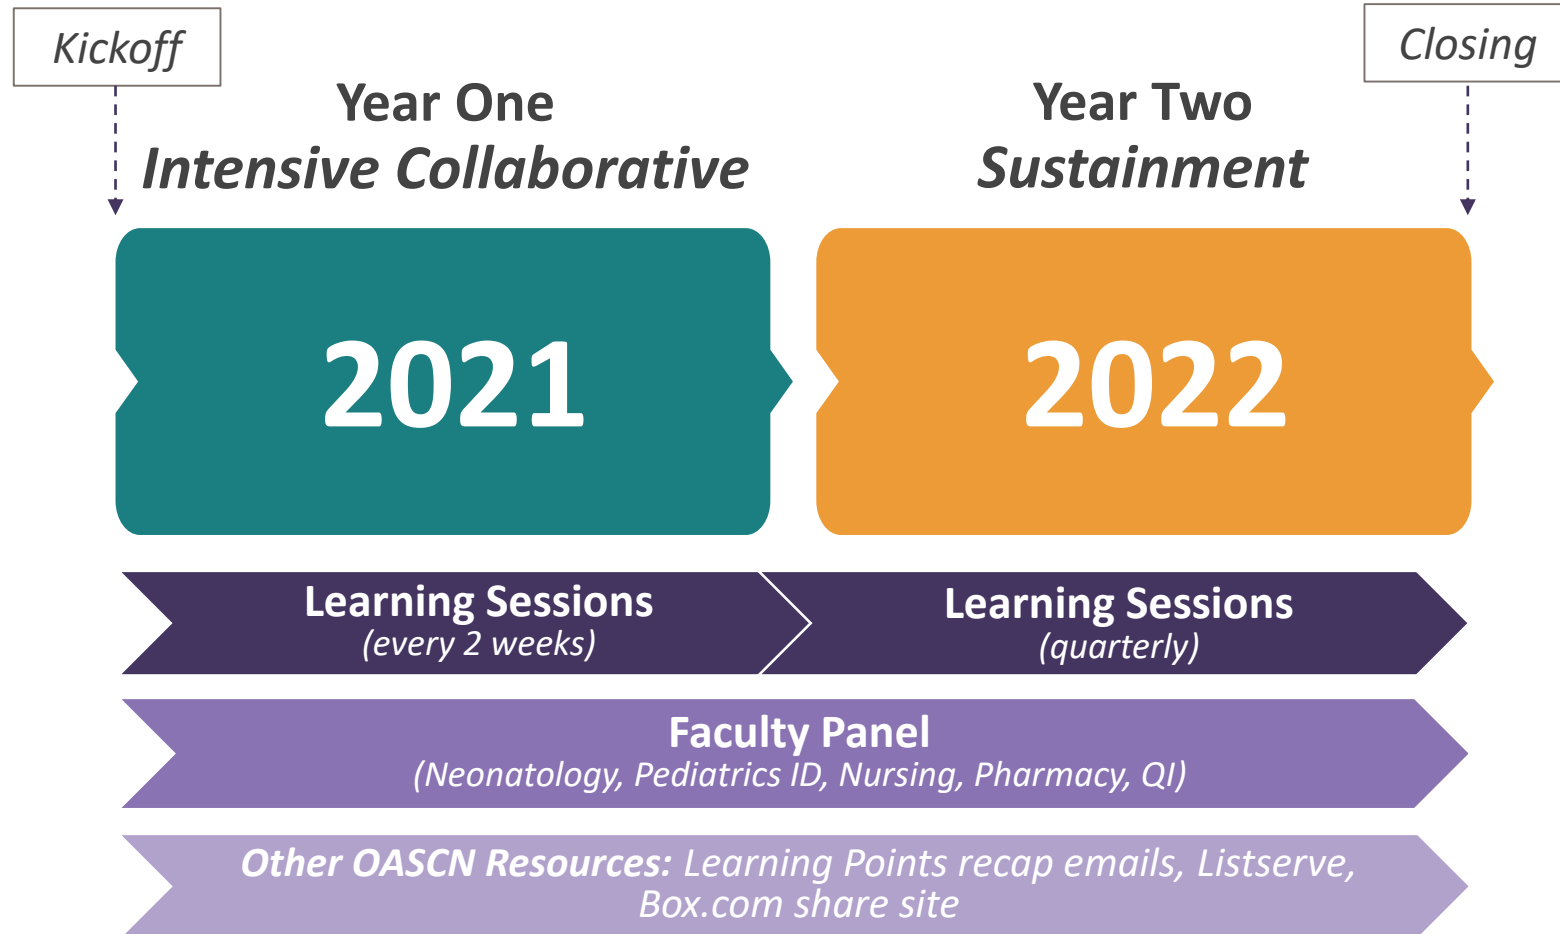 Kickoff
Closing
Year One
Intensive Collaborative
Year Two
Sustainment
2021
2022
Learning Sessions
(every 2 weeks)
Learning Sessions
(quarterly)
Faculty Panel
(Neonatology, Pediatrics ID, Nursing, Pharmacy, QI)
Other OASCN Resources: Learning Points recap emails, Listserve,
Box.com share site